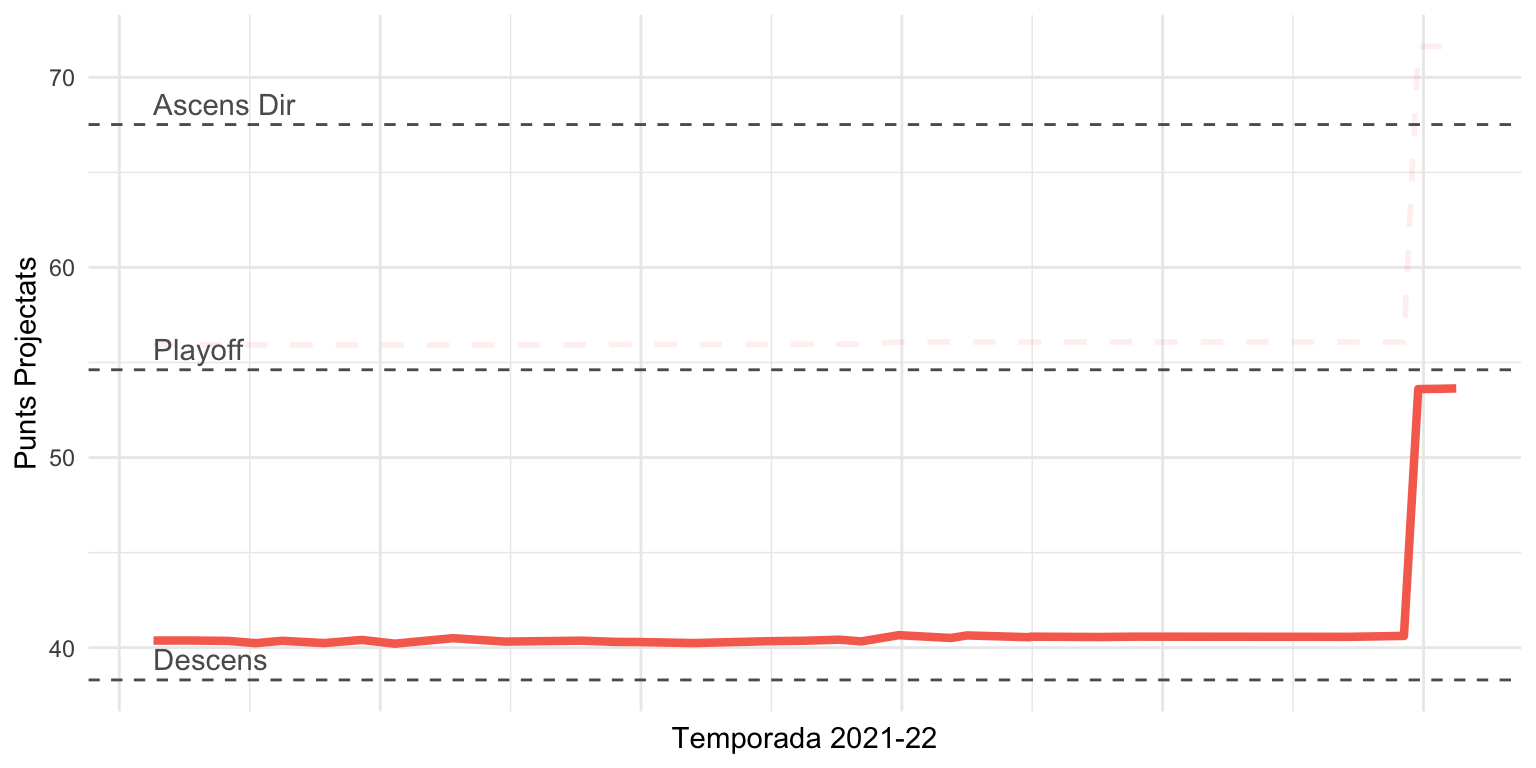 70
Ascens Dir
60
Playoff
50
40
Descens
Punts Projectats
Temporada 2021-22